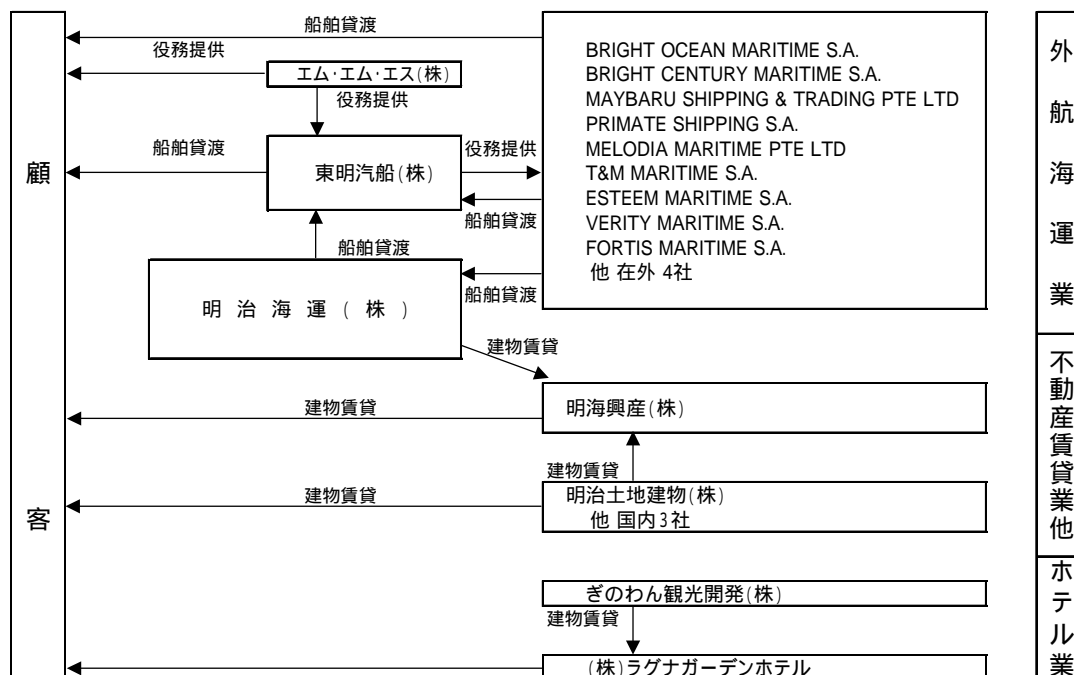 船舶貸渡
役務提供
エム･エム･エス(株)
役務提供
船舶貸渡
東明汽船(株)
役務提供
船舶貸渡
船舶貸渡
明治海運(株)
船舶貸渡
BRIGHT OCEAN MARITIME S.A.
BRIGHT CENTURY MARITIME S.A.
MAYBARU SHIPPING & TRADING PTE LTD
PRIMATE SHIPPING S.A.
MELODIA MARITIME PTE LTD
T&M MARITIME S.A.
ESTEEM MARITIME S.A.
VERITY MARITIME S.A.
FORTIS MARITIME S.A.
他 在外 4社
建物賃貸
建物賃貸
明海興産(株)
建物賃貸
建物賃貸
明治土地建物(株)
他 国内3社
ぎのわん観光開発(株)
建物賃貸
(株)ラグナガーデンホテル
顧客
外航海運業
不動産賃貸業他
ホテル業